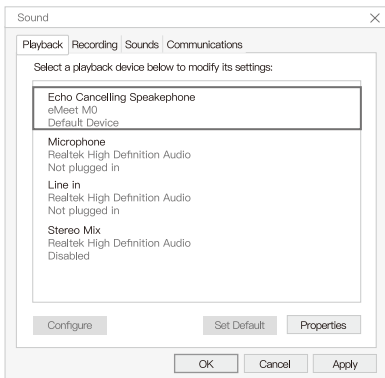 Sound
Playback Recording Sounds Communications
Select a playback device below to modify its settings:
Echo Cancelling Speakephone
eMeet M0
Default Device
Microphone
Realtek High Definition Audio
Not plugged in
Line in
Realtek High Definition Audio
Not plugged in
Stereo Mix
Realtek High Definition Audio
Disabled
Configure Set Default Properties
OK Cancel Apply